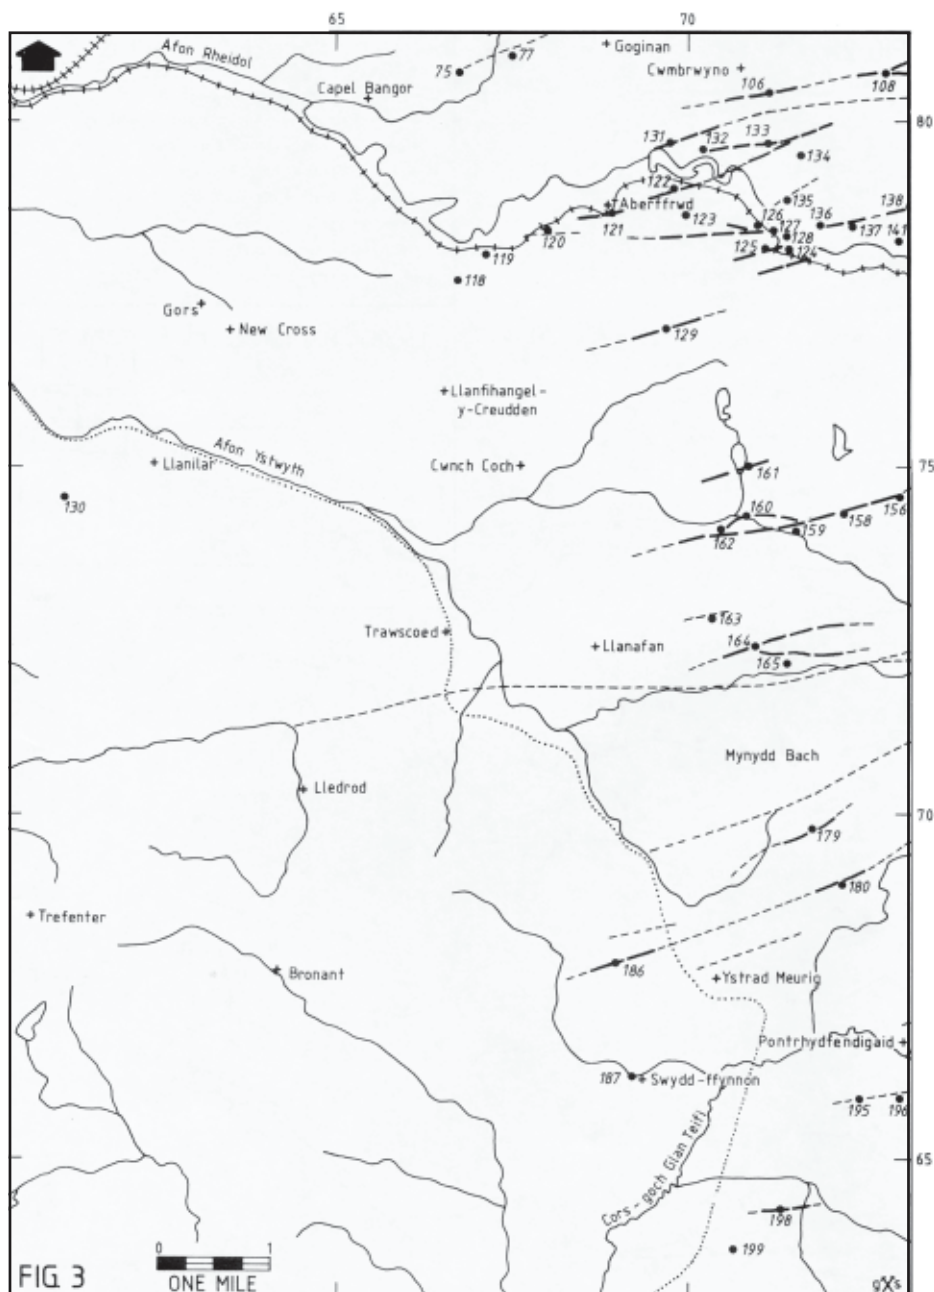 65 70
Afon Rheidol
75
77
Goginan
Cwmbrwyno
Capel Bangor
106
108
80
131
132
133
134
122
Aberffrwd
121
123
135
126
136
138
127
137
141
120
128
125
124
119
118
Gors
New Cross
129
Llanfihangel-
y-Creudden
Afon Ystwyth
Llanilar
Cwnch Coch
161
75
130
160
156
158
162
159
163
Trawscoed
Llanafan
164
165
Mynydd Bach
Lledrod
70
179
180
Trefenter
Bronant
186
Ystrad Meurig
Pontrhydfendigaid
187
Swydd-ffynnon
195
196
Cors-goch Glan Teifi
65
198
199
0 1
ONE MILE
FIG 3
65 70